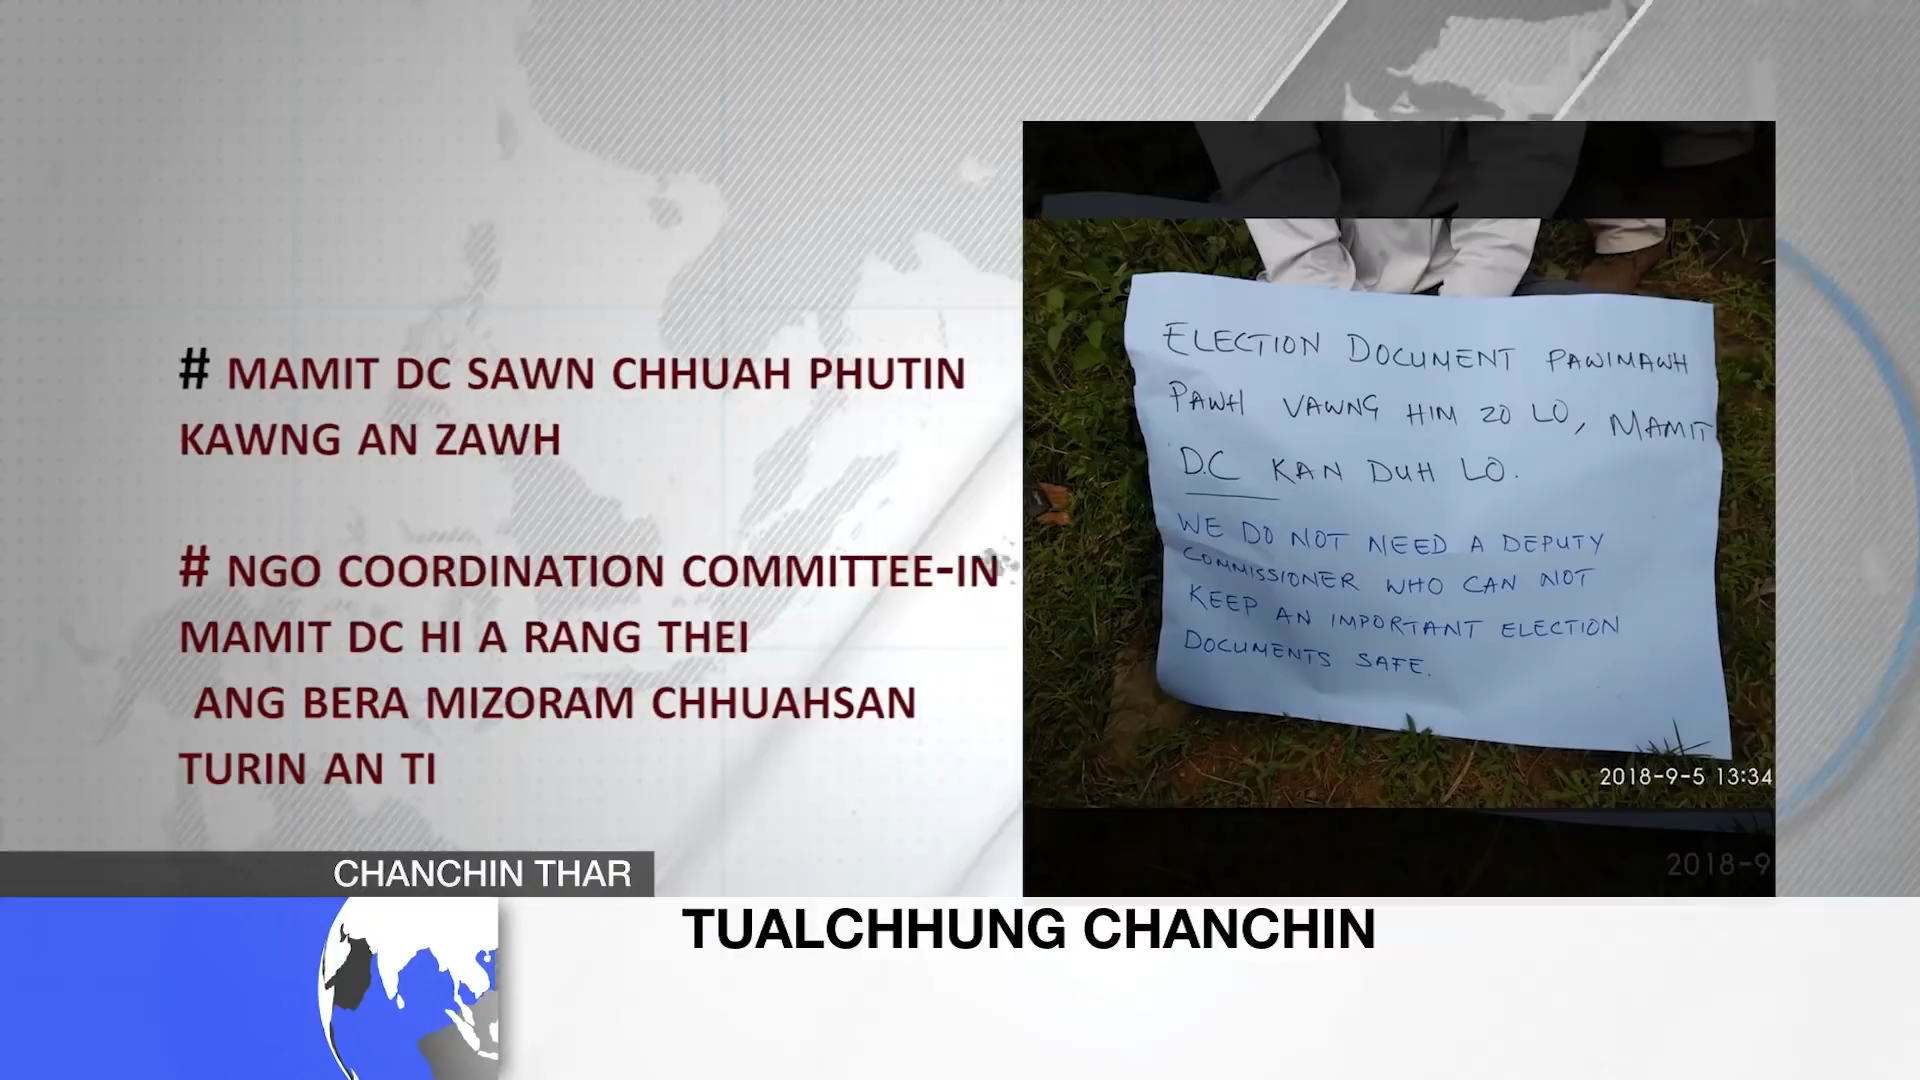 # MAMIT DC SAWN CHHUAH PHUTIN
KAWNG AN ZAWH
# NGO COORDINATION COMMITTEE-IN
MAMIT DC HI A RANG THEI
ANG BERA MIZORAM CHHUAHSAN
TURIN AN TI
ELECTION DOCUMENT PAWIMAWH
PAWH VAWNG HIM ZO LO, MAMIT
D.C KAN DUH LO.
WE DO NOT NEED A DEPUTY
COMMISSIONER WHO CAN NOT
KEEP AN IMPORTANT ELECTION
DOCUMENTS SAFE.
2018-9-5 13:34
2018-9
CHANCHIN THAR
TUALCHHUNG CHANCHIN